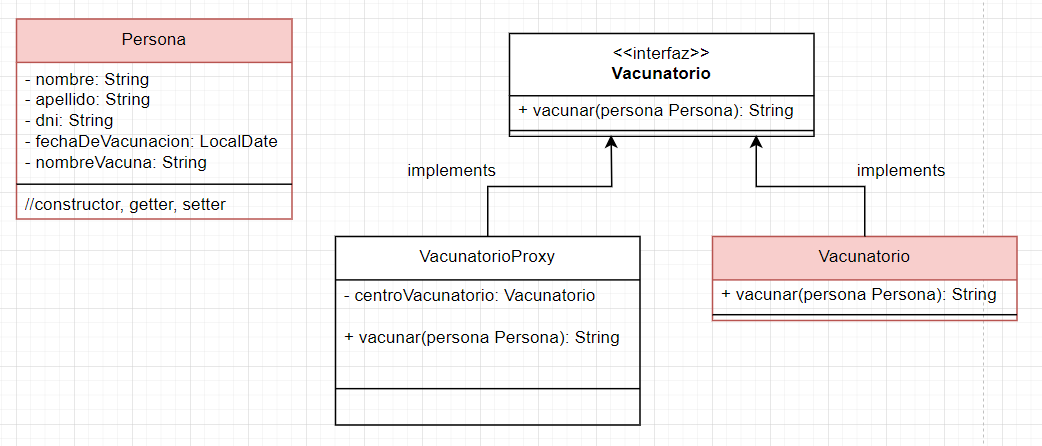 Persona
- nombre: String
- apellido: String
- dni: String
- fechaDeVacunacion: LocalDate
- nombreVacuna: String
//constructor, getter, setter
<<interfaz>>
Vacunatorio
+ vacunar(persona Persona): String
implements
implements
VacunatorioProxy
- centroVacunatorio: Vacunatorio
+ vacunar(persona Persona): String
Vacunatorio
+ vacunar(persona Persona): String